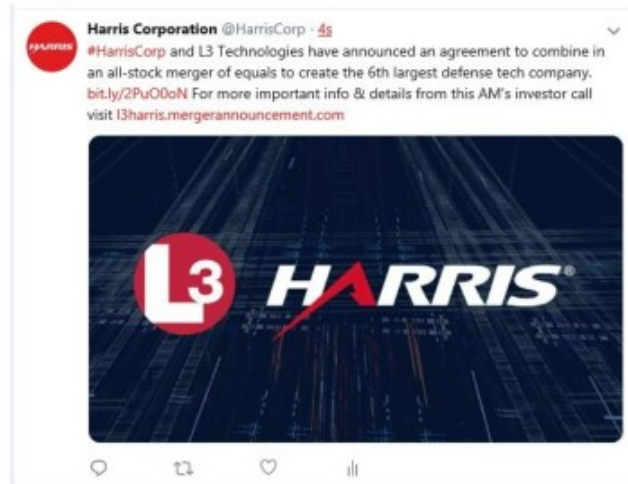 Harris Corporation @HarrisCorp · 4s
#HarrisCorp and L3 Technologies have announced an agreement to combine in
an all-stock merger of equals to create the 6th largest defense tech company.
bit.ly/2PuO0oN For more important info & details from this AM's investor call
visit l3harris.mergerannouncement.com
HARRIS
L3 HARRIS®